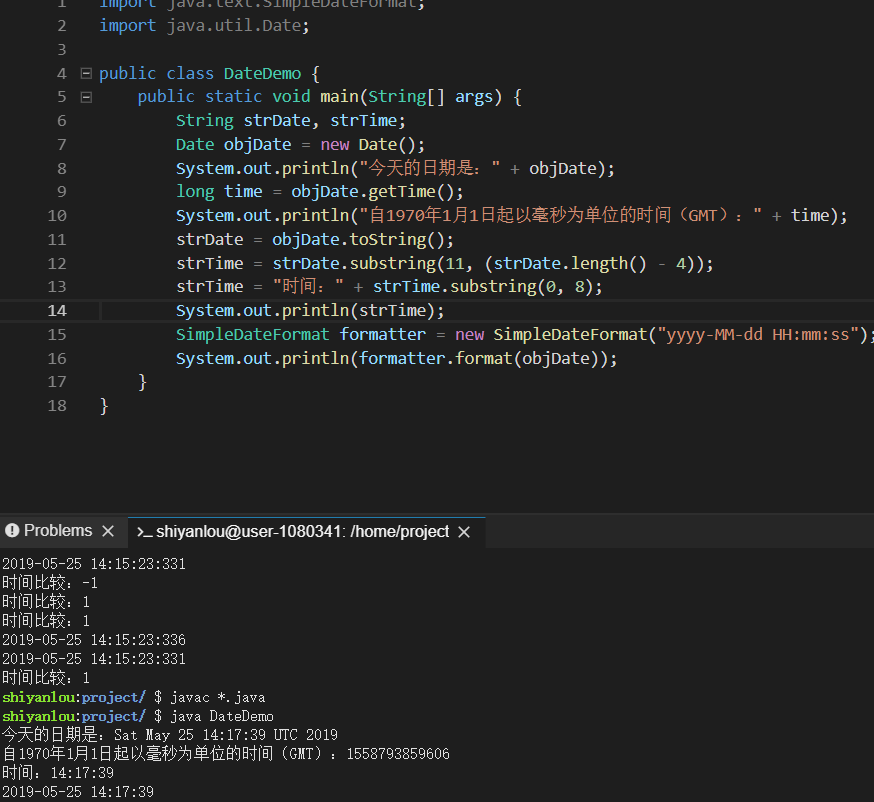 1 import java.text.SimpleDateFormat;
2 import java.util.Date;
3
4 public class DateDemo {
5 public static void main(String[] args) {
6 String strDate, strTime;
7 Date objDate = new Date();
8 System.out.println("今天的日期是：" + objDate);
9 long time = objDate.getTime();
10 System.out.println("自1970年1月1日起以毫秒为单位的时间（GMT）：" + time);
11 strDate = objDate.toString();
12 strTime = strDate.substring(11, (strDate.length() - 4));
13 strTime = "时间：" + strTime.substring(0, 8);
14 System.out.println(strTime);
15 SimpleDateFormat formatter = new SimpleDateFormat("yyyy-MM-dd HH:mm:ss");
16 System.out.println(formatter.format(objDate));
17 }
18 }
Problems
>_ shiyanlou@user-1080341: /home/project
2019-05-25 14:15:23:331
时间比较：-1
时间比较：1
时间比较：1
2019-05-25 14:15:23:336
2019-05-25 14:15:23:331
时间比较：1
shiyanlou:project/ $ javac *.java
shiyanlou:project/ $ java DateDemo
今天的日期是：Sat May 25 14:17:39 UTC 2019
自1970年1月1日起以毫秒为单位的时间（GMT）：1558793859606
时间：14:17:39
2019-05-25 14:17:39